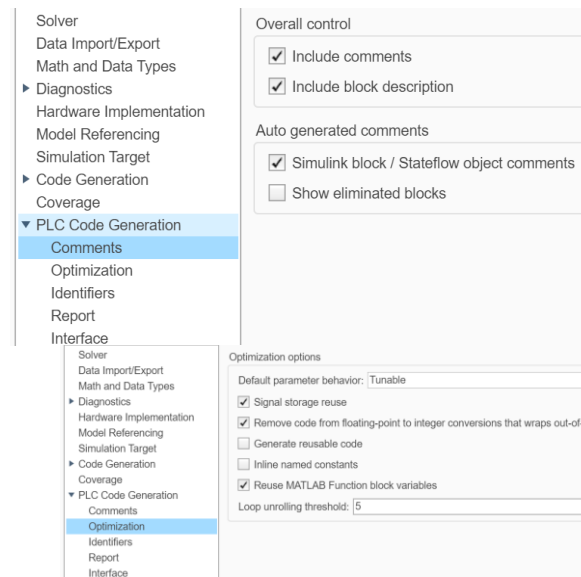 Solver
Data Import/Export
Math and Data Types
Diagnostics
Hardware Implementation
Model Referencing
Simulation Target
Code Generation
Coverage
PLC Code Generation
Comments
Optimization
Identifiers
Report
Interface
Overall control
Include comments
Include block description
Auto generated comments
Simulink block / Stateflow object comments
Show eliminated blocks
Solver
Data Import/Export
Math and Data Types
Diagnostics
Hardware Implementation
Model Referencing
Simulation Target
Code Generation
Coverage
PLC Code Generation
Comments
Optimization
Identifiers
Report
Interface
Optimization options
Default parameter behavior: Tunable
Signal storage reuse
Remove code from floating-point to integer conversions that wraps out-of
Generate reusable code
Inline named constants
Reuse MATLAB Function block variables
Loop unrolling threshold: 5